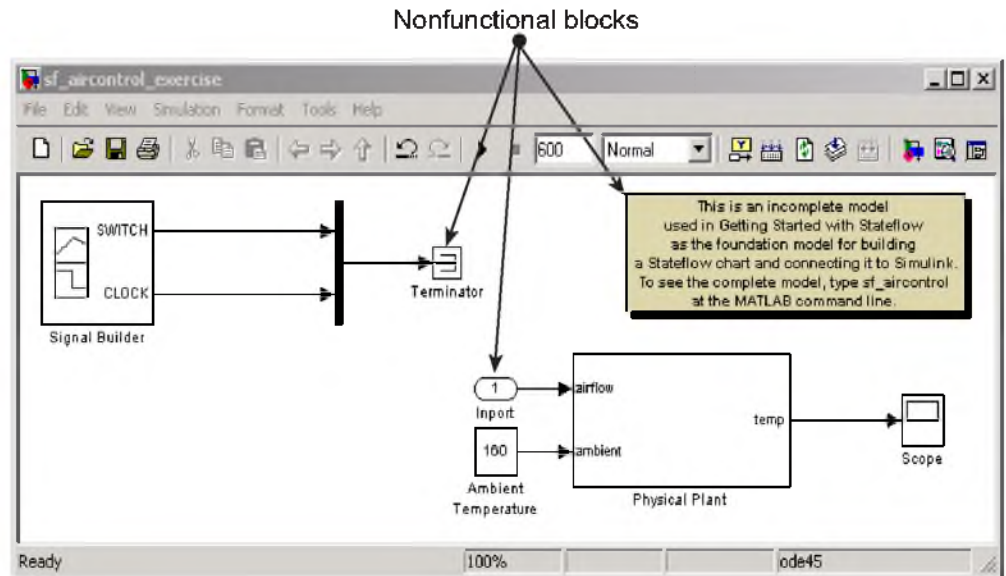 Nonfunctional blocks
sf_aircontrol_exercise
File Edit View Simulation Format Tools Help
600
Normal
SWITCH
CLOCK
Signal Builder
Terminator
This is an incomplete model
used in Getting Started with Stateflow
as the foundation model for building
a Stateflow chart and connecting it to Simulink.
To see the complete model, type sf_aircontrol
at the MATLAB command line.
1
Inport
airflow
160
ambient
temp
Ambient
Temperature
Physical Plant
Scope
Ready
100%
ode45